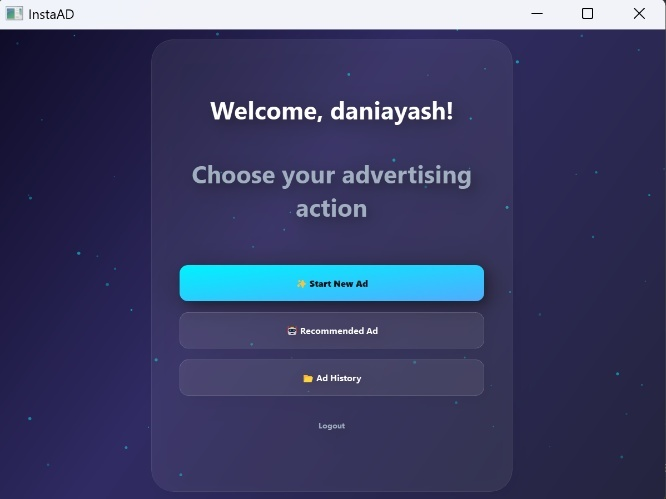 InstaAD
Welcome, daniayash!
Choose your advertising
action
✨ Start New Ad
🤖 Recommended Ad
📂 Ad History
Logout